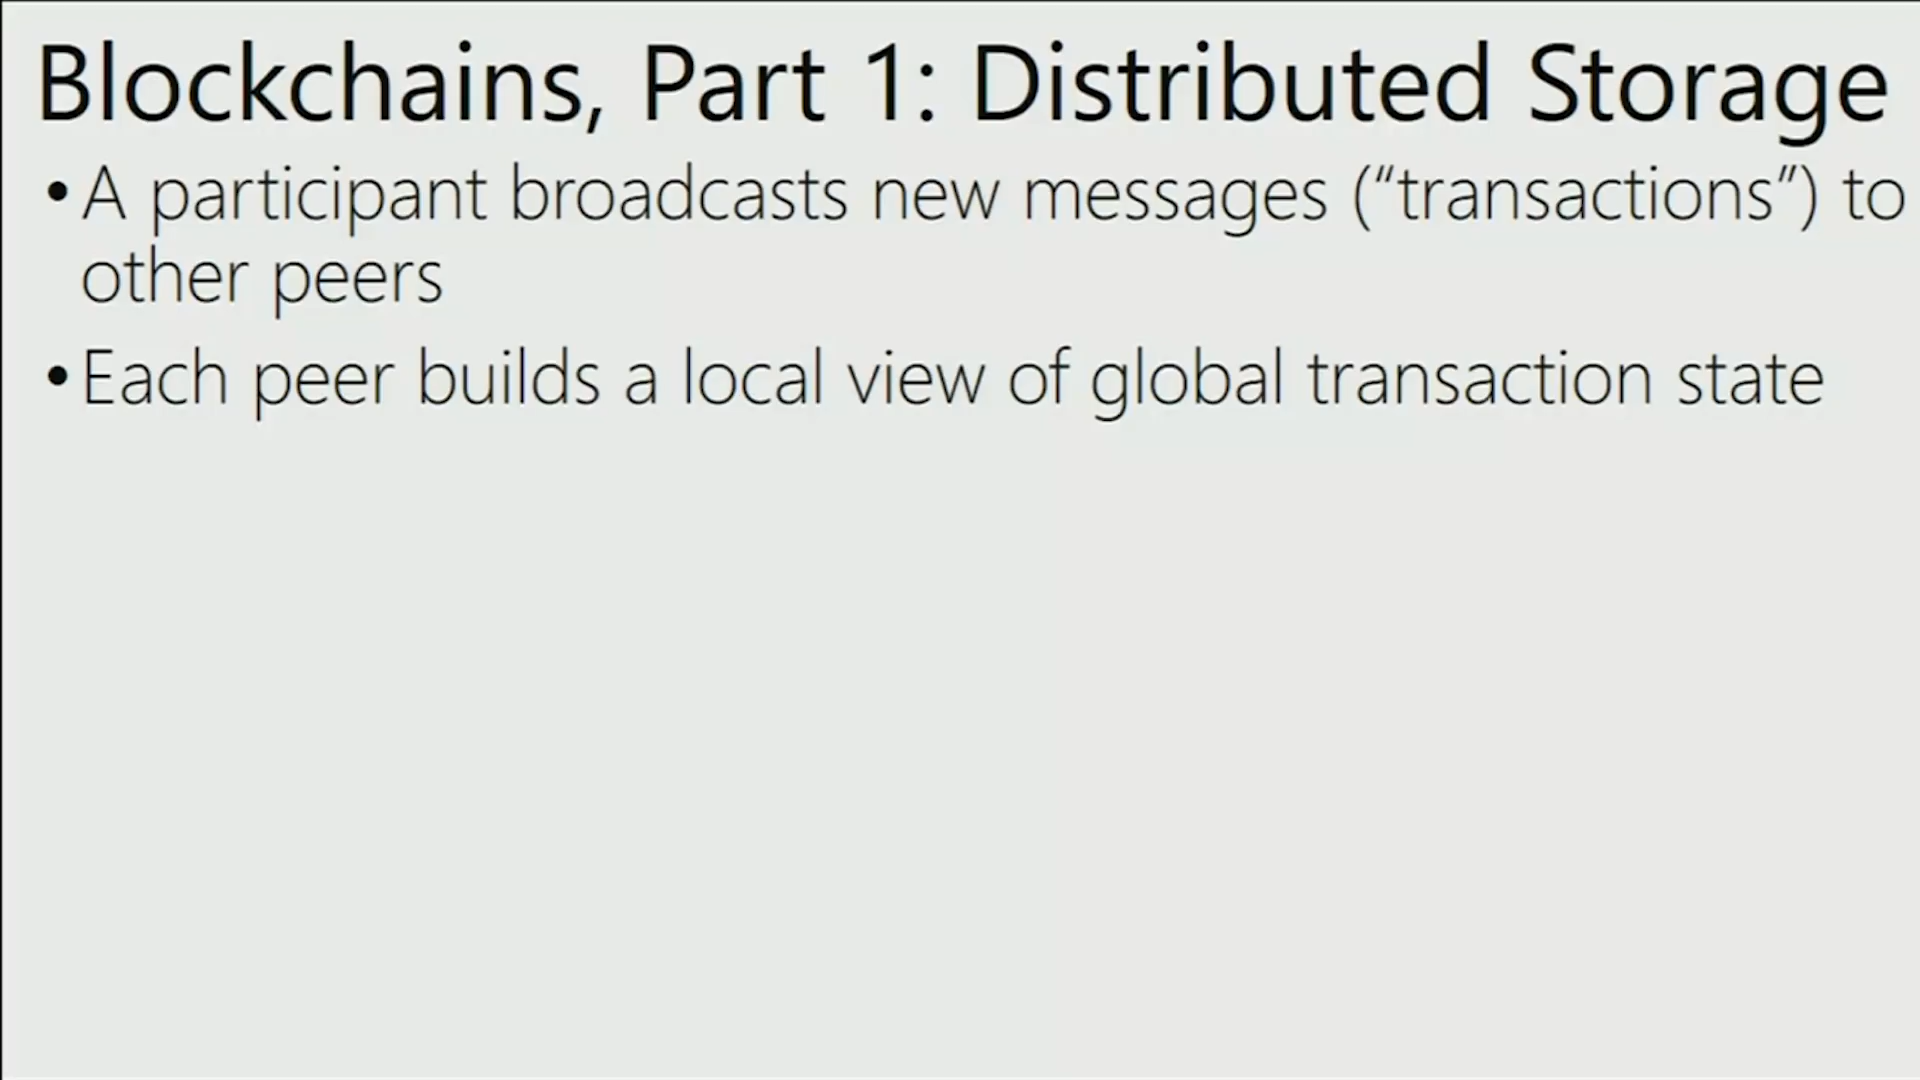 Blockchains, Part 1: Distributed Storage
•A participant broadcasts new messages (“transactions”) to
other peers
•Each peer builds a local view of global transaction state